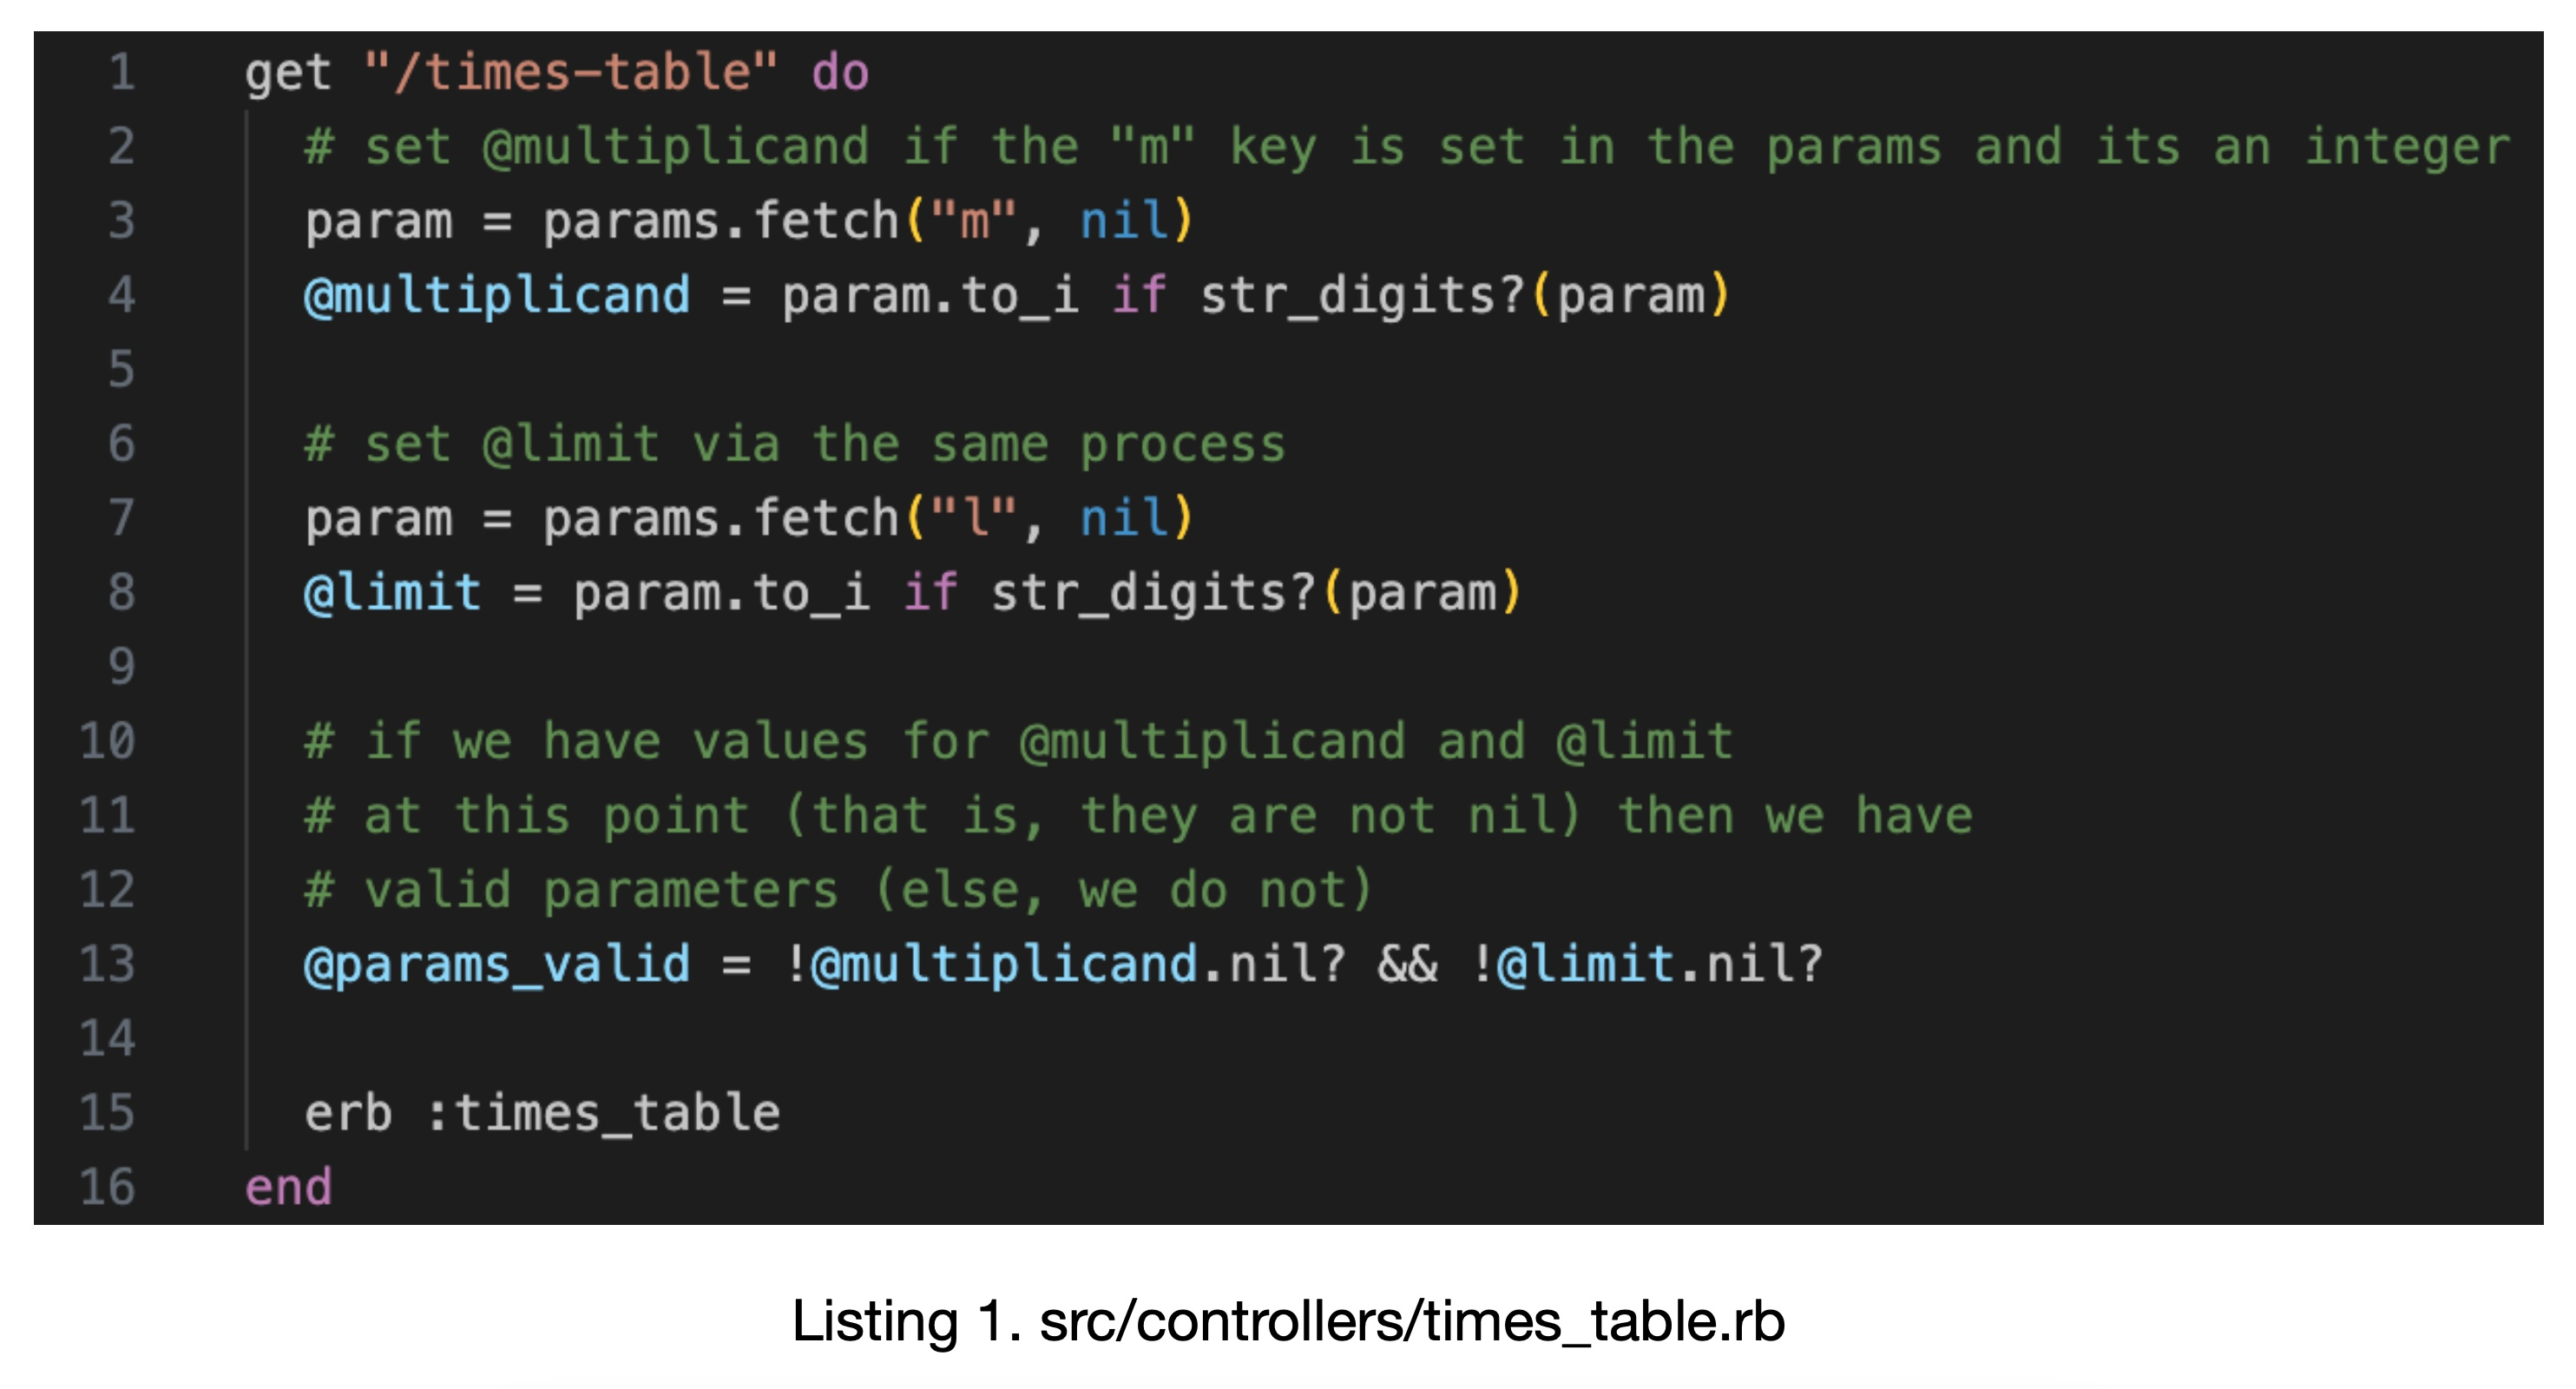 1 get "/times-table" do
2 # set @multiplicand if the "m" key is set in the params and its an integer
3 param = params.fetch("m", nil)
4 @multiplicand = param.to_i if str_digits?(param)
5
6 # set @limit via the same process
7 param = params.fetch("l", nil)
8 @limit = param.to_i if str_digits?(param)
9
10 # if we have values for @multiplicand and @limit
11 # at this point (that is, they are not nil) then we have
12 # valid parameters (else, we do not)
13 @params_valid = !@multiplicand.nil? && !@limit.nil?
14
15 erb :times_table
16 end
Listing 1. src/controllers/times_table.rb